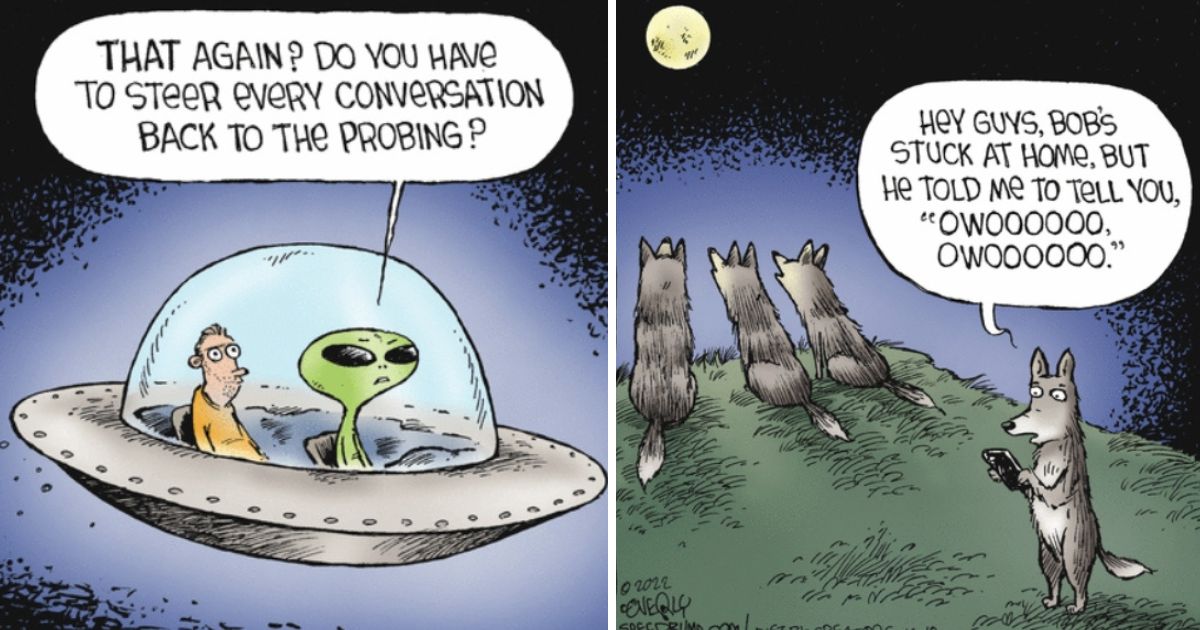 THAT AGAIN? DO YOU HAVE
TO STEER EVERY CONVERSATION
BACK TO THE PROBING?
HEY GUYS, BOB'S
STUCK AT HOME, BUT
HE TOLD ME TO TELL YOU,
“OWOOOOOO,
OWOOOOOO.”
©2022
COVERLY